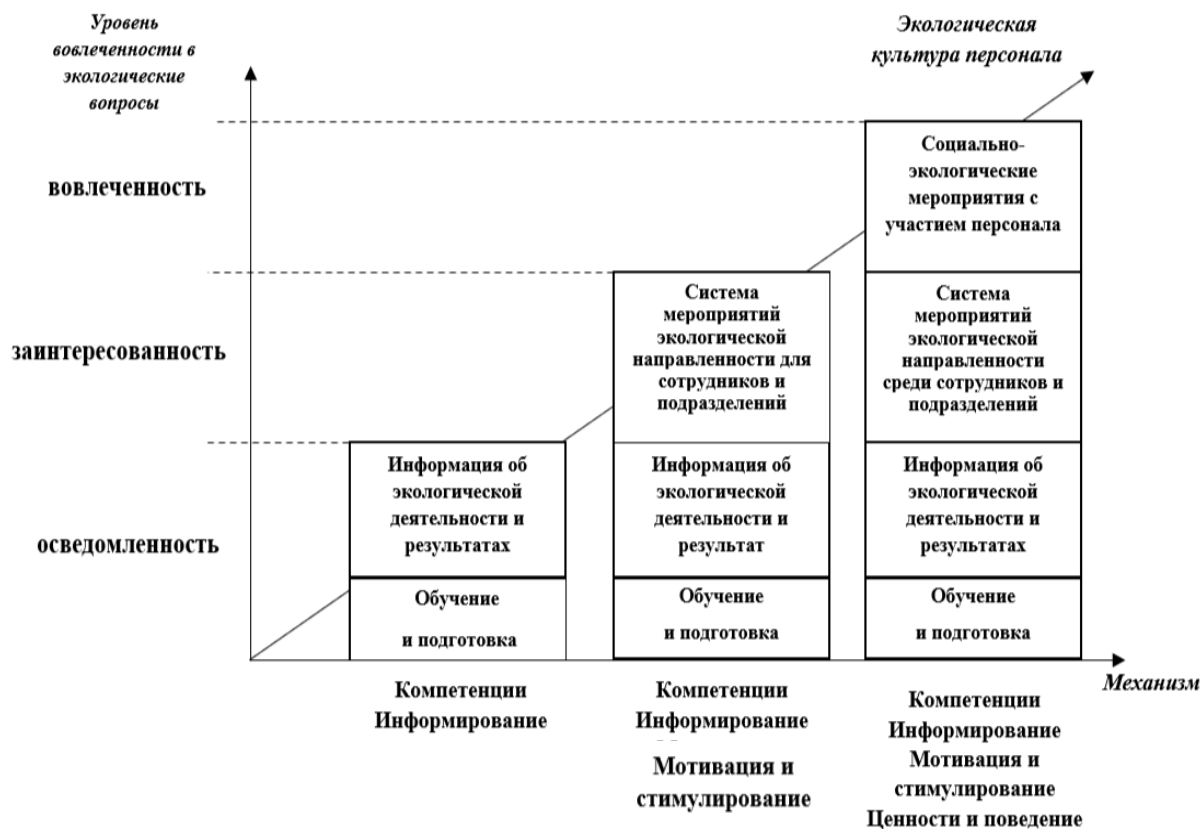 Уровень
вовлеченности в
экологические
вопросы
Экологическая
культура персонала
вовлеченность
Социально-
экологические
мероприятия с
участием персонала
заинтересованность
Система
мероприятий
экологической
направленности для
сотрудников и
подразделений
Система
мероприятий
экологической
направленности
среди сотрудников и
подразделений
осведомленность
Информация об
экологической
деятельности и
результатах
Информация об
экологической
деятельности и
результат
Информация об
экологической
деятельности и
результатах
Обучение
и подготовка
Обучение
и подготовка
Обучение
и подготовка
Механизм
Компетенции
Информирование
Компетенции
Информирование
Мотивация и
стимулирование
Компетенции
Информирование
Мотивация и
стимулирование
Ценности и поведение